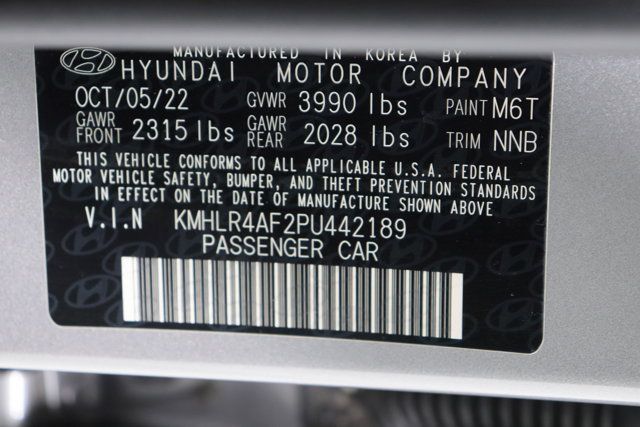 MANUFACTURED IN KOREA BY
HYUNDAI MOTOR COMPANY
OCT/05/22 GVWR 3990 lbs PAINT M6T
GAWR FRONT 2315 lbs GAWR REAR 2028 lbs TRIM NNB
THIS VEHICLE CONFORMS TO ALL APPLICABLE U.S.A. FEDERAL
MOTOR VEHICLE SAFETY, BUMPER, AND THEFT PREVENTION STANDARDS
IN EFFECT ON THE DATE OF MANUFACTURE SHOWN ABOVE
V.I.N KMHLR4AF2PU442189
PASSENGER CAR